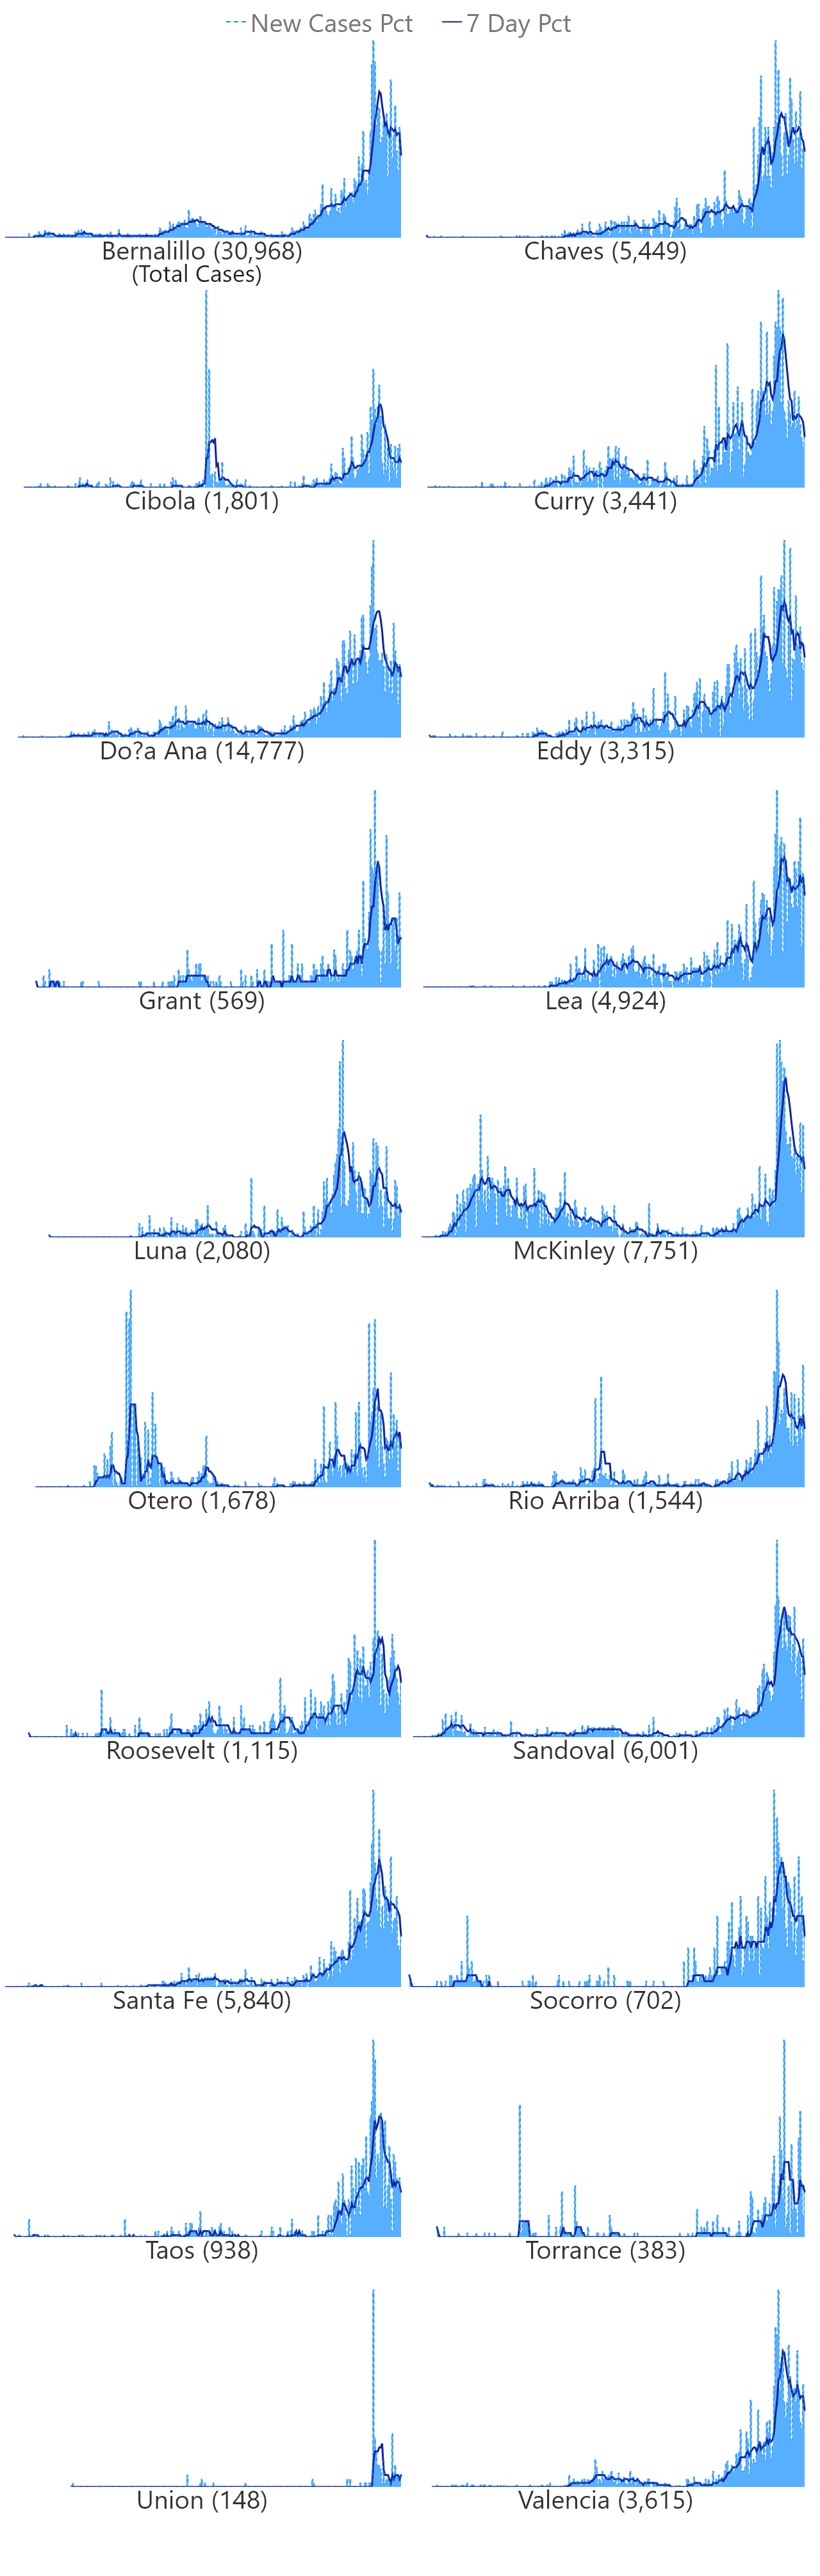 New Cases Pct 7 Day Pct
Bernalillo (30,968) Chaves (5,449)
(Total Cases)
Cibola (1,801) Curry (3,441)
Do?a Ana (14,777) Eddy (3,315)
Grant (569) Lea (4,924)
Luna (2,080) McKinley (7,751)
Otero (1,678) Rio Arriba (1,544)
Roosevelt (1,115) Sandoval (6,001)
Santa Fe (5,840) Socorro (702)
Taos (938) Torrance (383)
Union (148) Valencia (3,615)